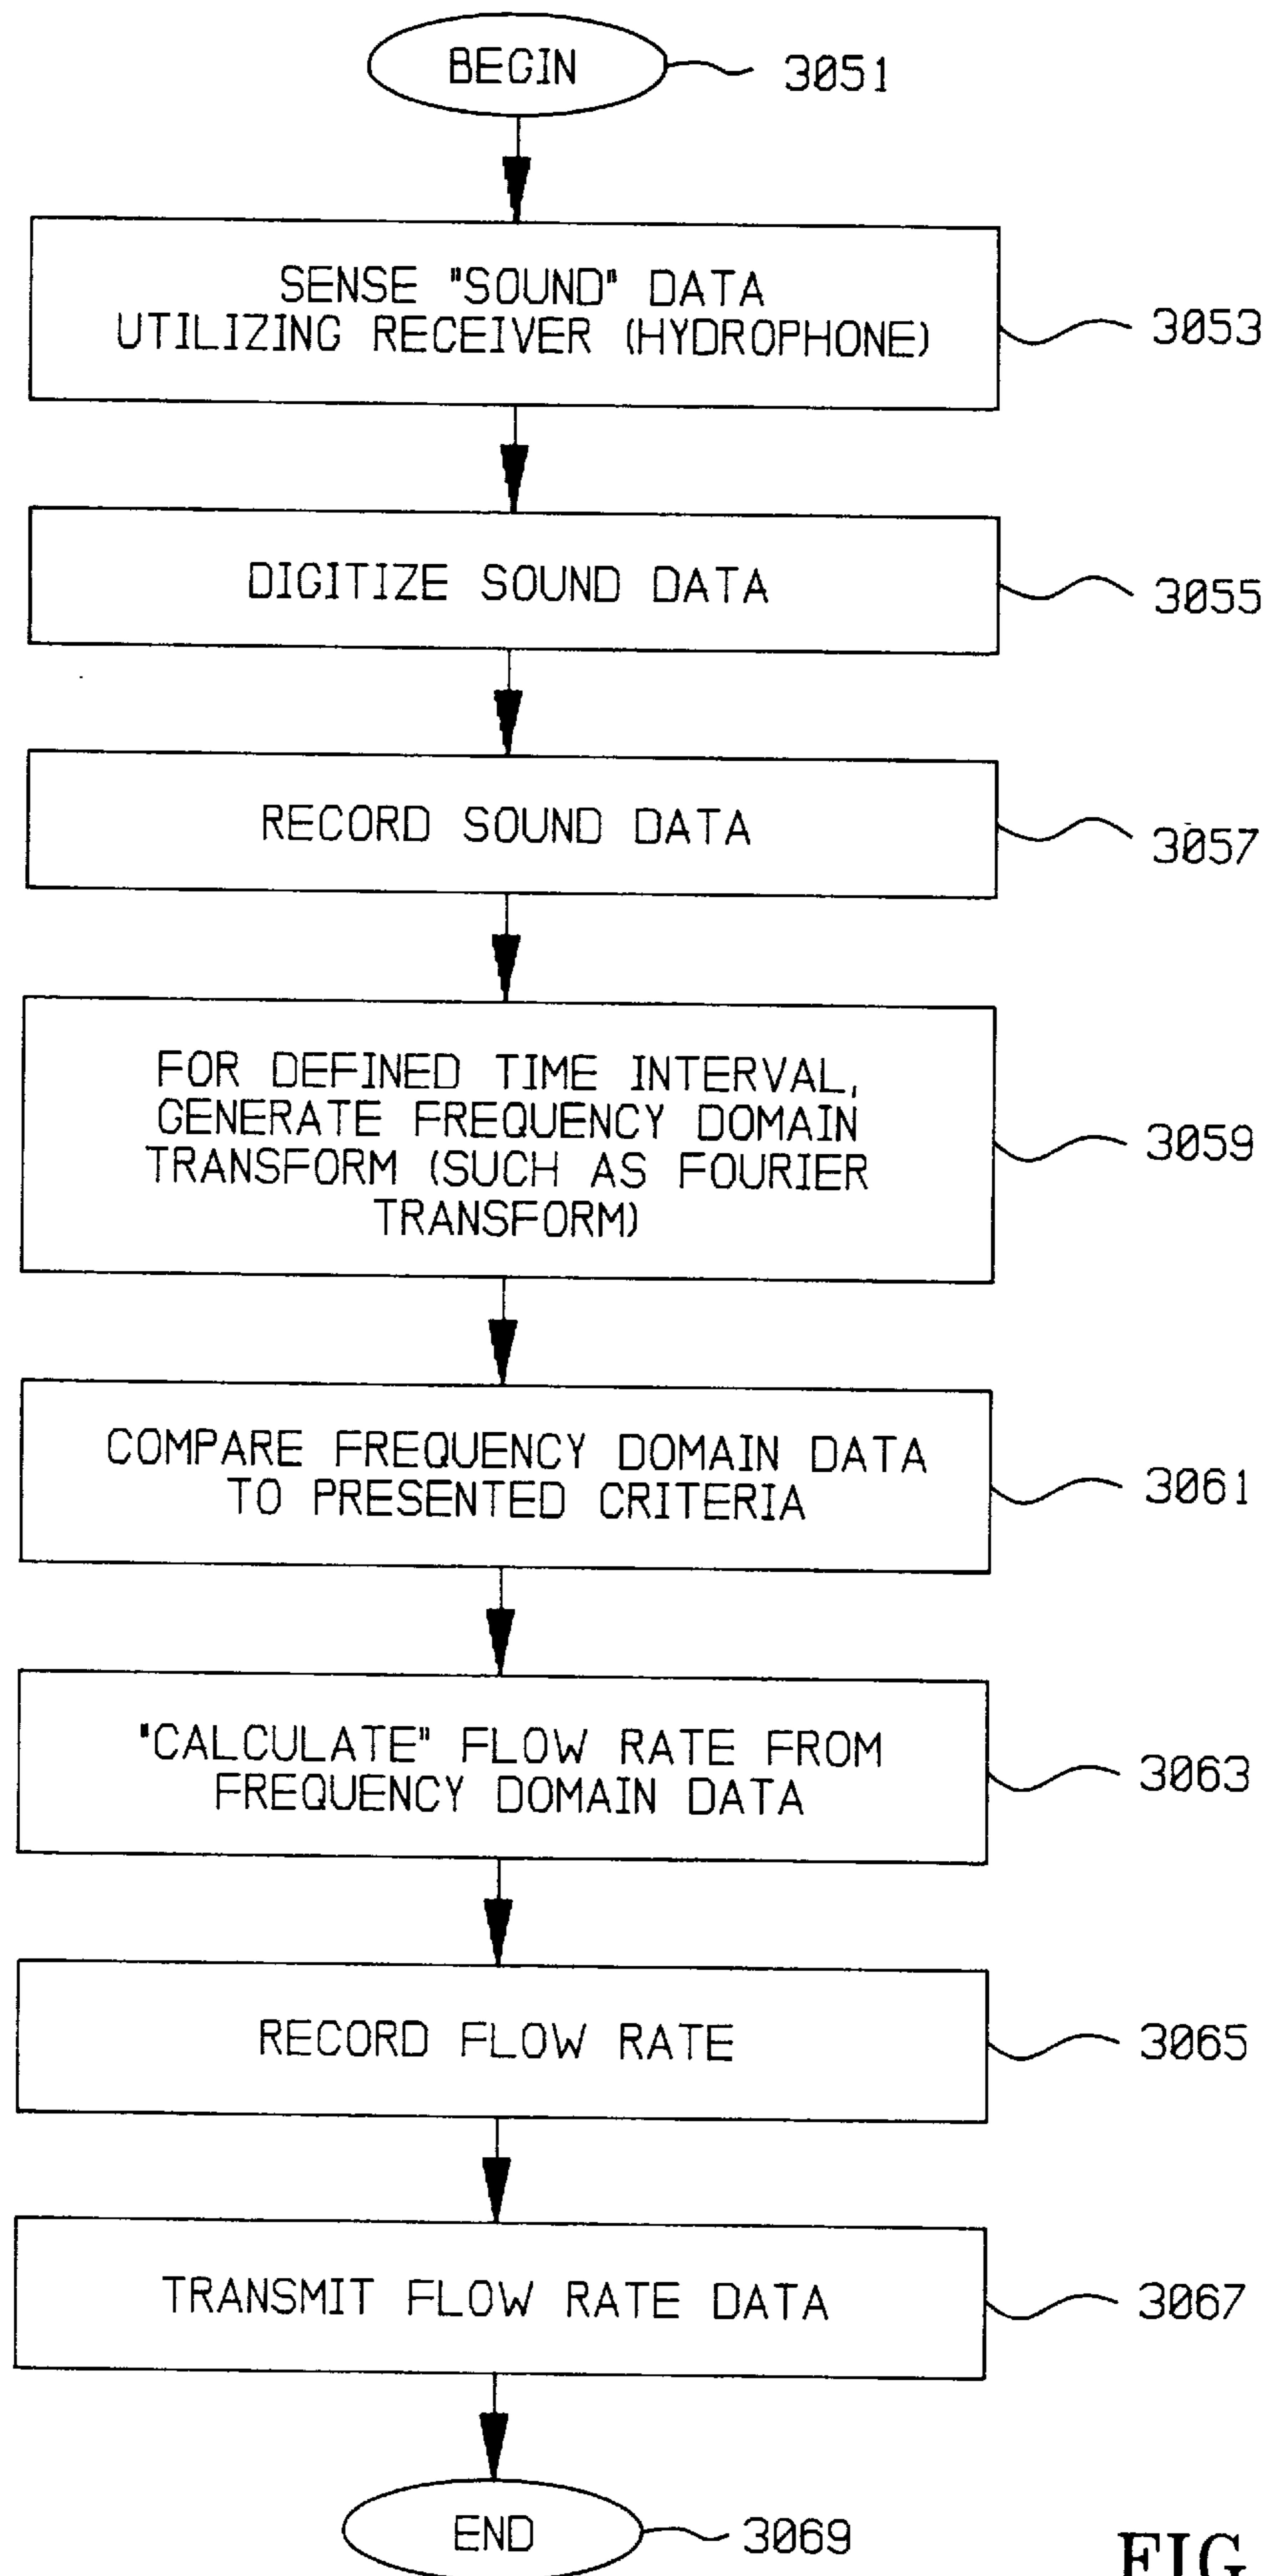 BEGIN
3051
SENSE "SOUND" DATA
UTILIZING RECEIVER (HYDROPHONE)
3053
DIGITIZE SOUND DATA
3055
RECORD SOUND DATA
3057
FOR DEFINED TIME INTERVAL,
GENERATE FREQUENCY DOMAIN
TRANSFORM (SUCH AS FOURIER
TRANSFORM)
3059
COMPARE FREQUENCY DOMAIN DATA
TO PRESENTED CRITERIA
3061
"CALCULATE" FLOW RATE FROM
FREQUENCY DOMAIN DATA
3063
RECORD FLOW RATE
3065
TRANSMIT FLOW RATE DATA
3067
END
3069
FIG